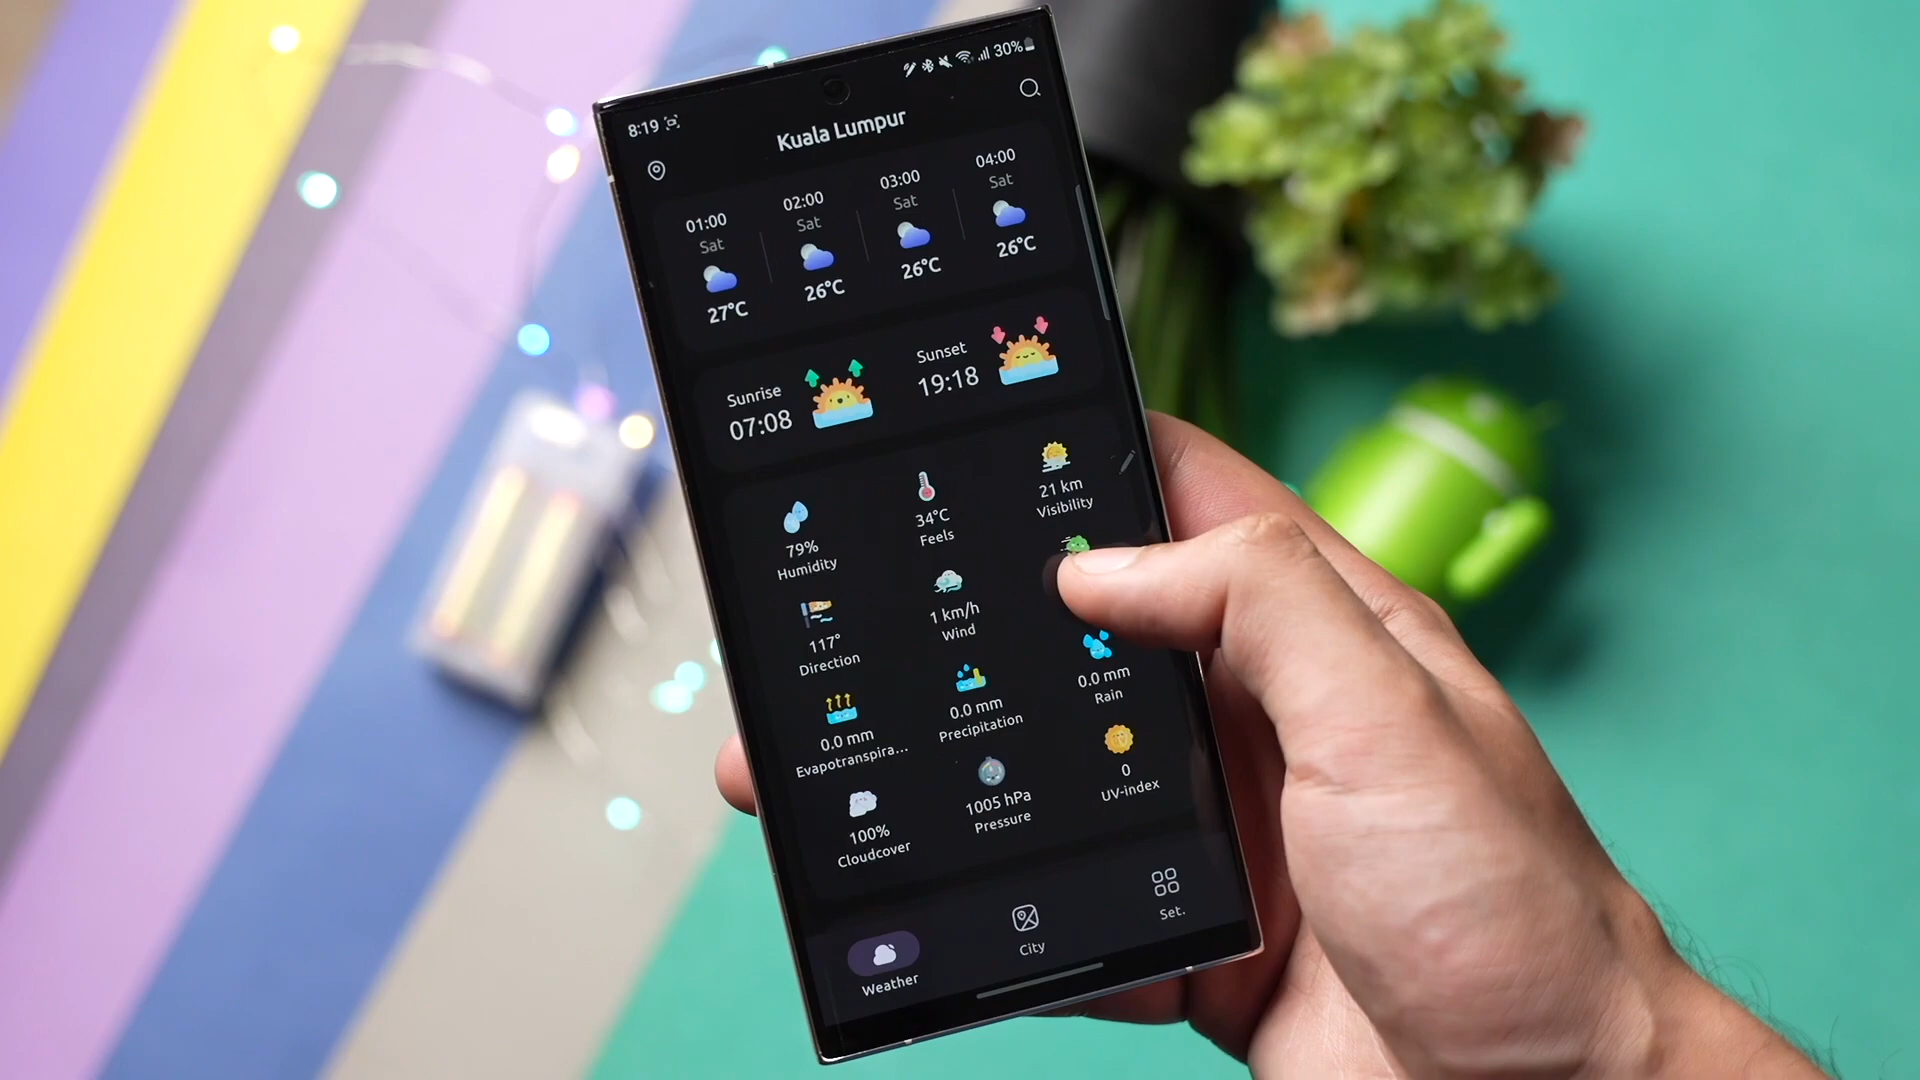 8:19
30%
Kuala Lumpur
01:00
Sat
27°C
02:00
Sat
26°C
03:00
Sat
26°C
04:00
Sat
26°C
Sunrise
07:08
Sunset
19:18
79%
Humidity
34°C
Feels
21 km
Visibility
117°
Direction
1 km/h
Wind
0.0 mm
Evapotranspira...
0.0 mm
Precipitation
0.0 mm
Rain
100%
Cloudcover
1005 hPa
Pressure
0
UV-index
Weather
City
Set.